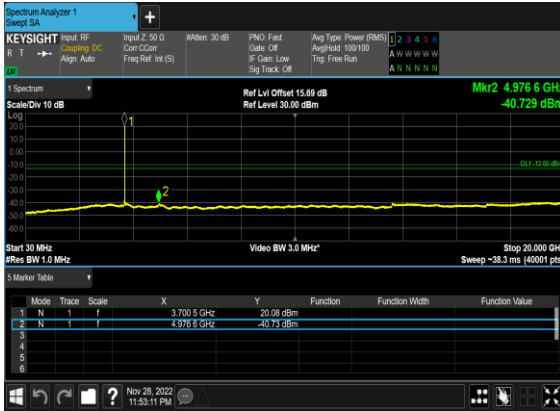 Spectrum Analyzer 1
Swept SA
+
KEYSIGHT Input: RF Input Z: 50 Ω #Atten: 30 dB PNO: Fast Avg Type: Power (RMS) 1 2 3 4 5 6
R T Coupling: DC Corr CCorr Gate: Off Avg|Hold: 100/100 A W W W W W
Align: Auto Freq Ref: Int (S) IF Gain: Low Trig: Free Run
Sig Track: Off A N N N N N
1 Spectrum Ref Lvl Offset 15.69 dB Mkr2 4.976 6 GHz
Scale/Div 10 dB Ref Level 30.00 dBm -40.729 dBm
Log
20.0
10.0
0.00
-10.0
DL1 -13.00 dBm
-20.0
-30.0
-40.0
-50.0
-60.0
1
2
Start 30 MHz Video BW 3.0 MHz* Stop 20.000 GHz
#Res BW 1.0 MHz Sweep ~38.3 ms (40001 pts)
5 Marker Table
Mode Trace Scale X Y Function Function Width Function Value
1 N 1 f 3.700 5 GHz 20.08 dBm
2 N 1 f 4.976 6 GHz -40.73 dBm
3
4
5
6
? Nov 28, 2022
11:53:11 PM